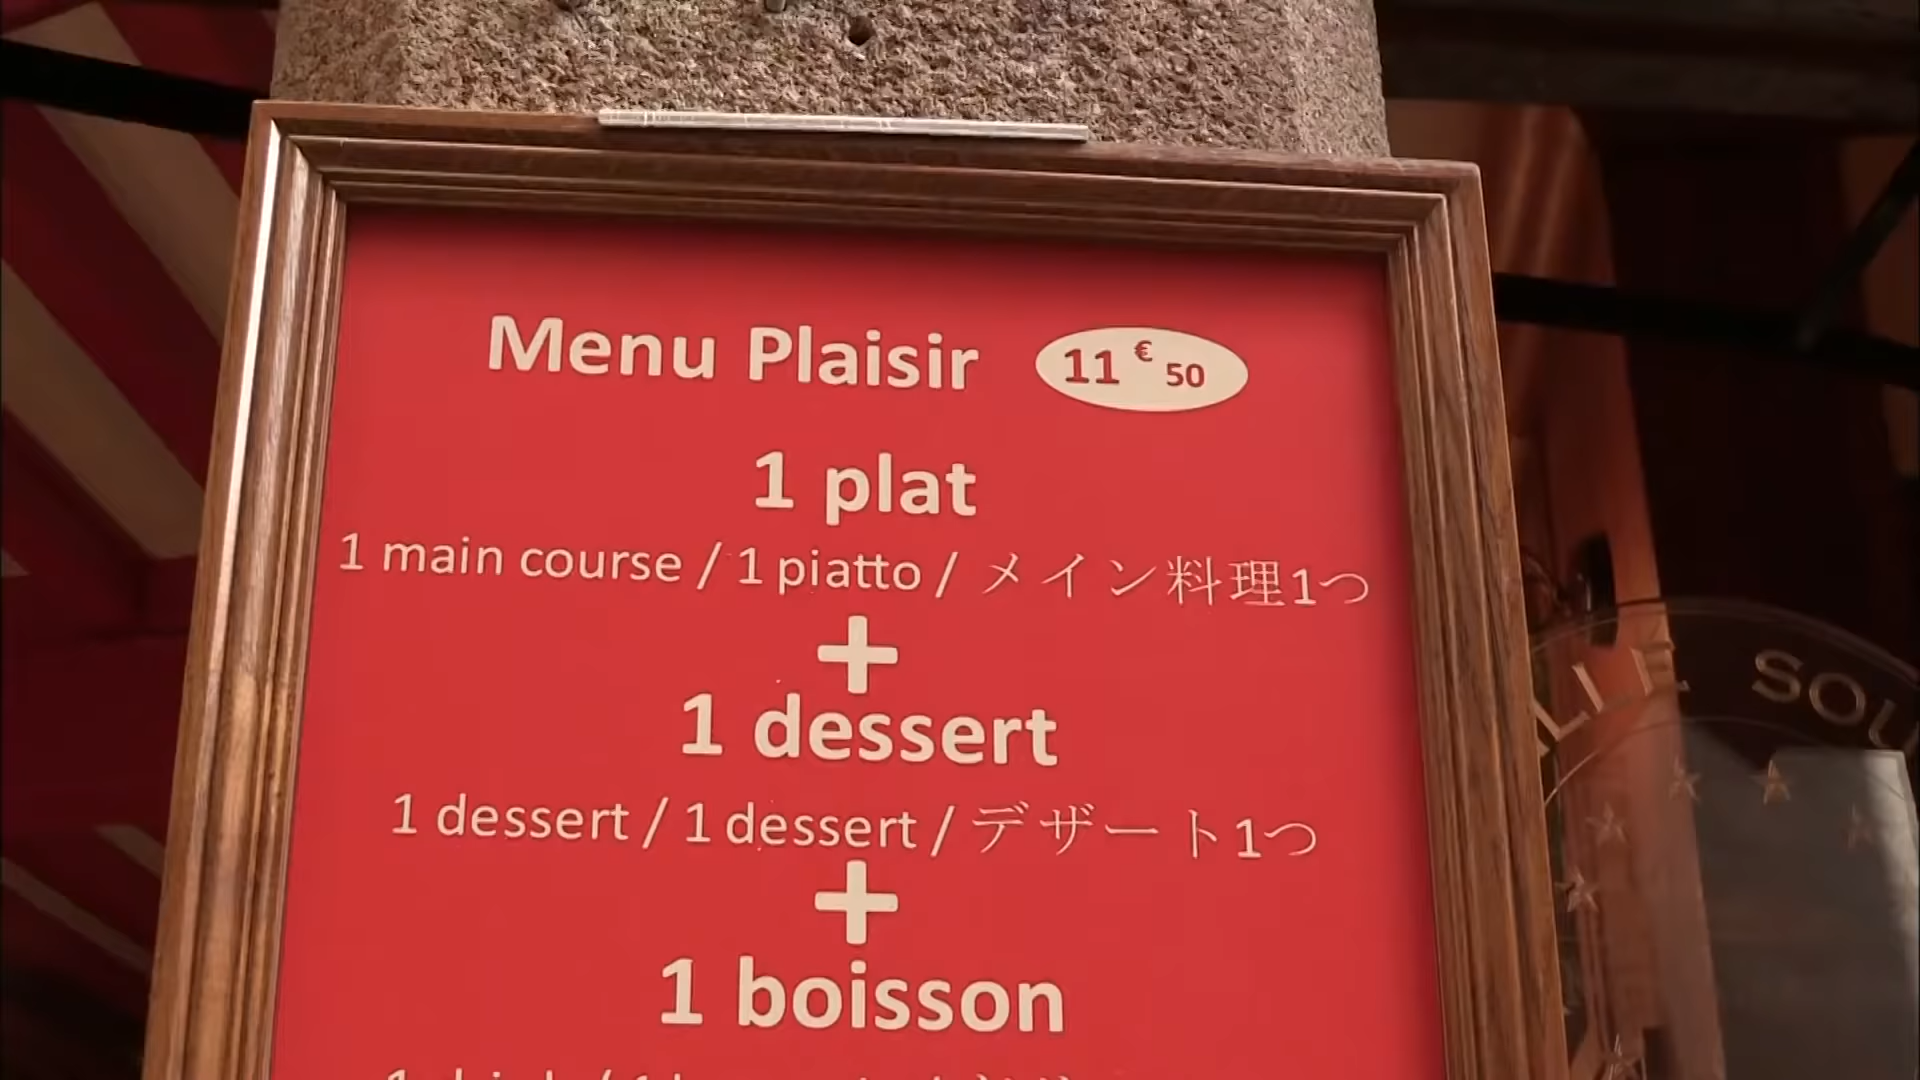 Menu Plaisir 11 € 50
1 plat
1 main course / 1 piatto / メイン料理1つ
+
1 dessert
1 dessert / 1 dessert / デザート1つ
+
1 boisson
SOU